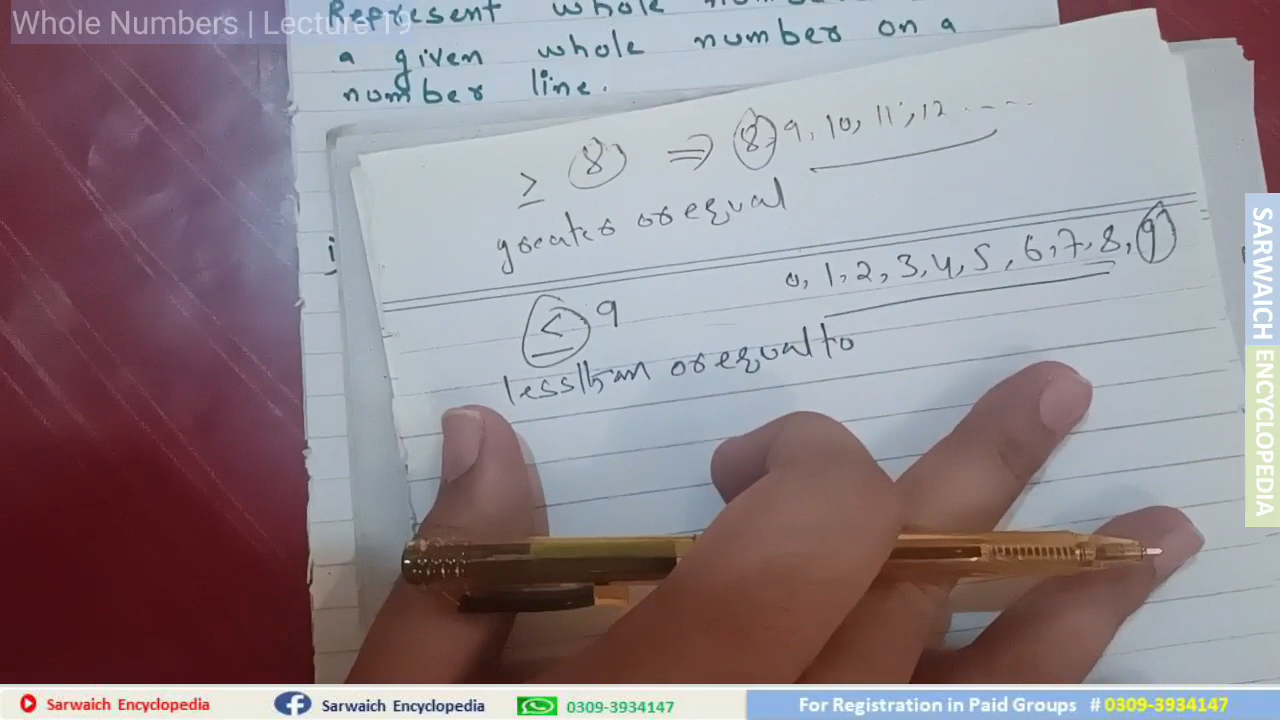 Whole Numbers | Lecture 19
Represent whole
a given whole number on a
number line.
≥ 8 ⇒ 8, 9, 10, 11, 12 ....
greater or equal
≤ 9 0, 1, 2, 3, 4, 5, 6, 7, 8, 9
less than or equal to
SARWAICH ENCYCLOPEDIA
Sarwaich Encyclopedia Sarwaich Encyclopedia 0309-3934147 For Registration in Paid Groups # 0309-3934147